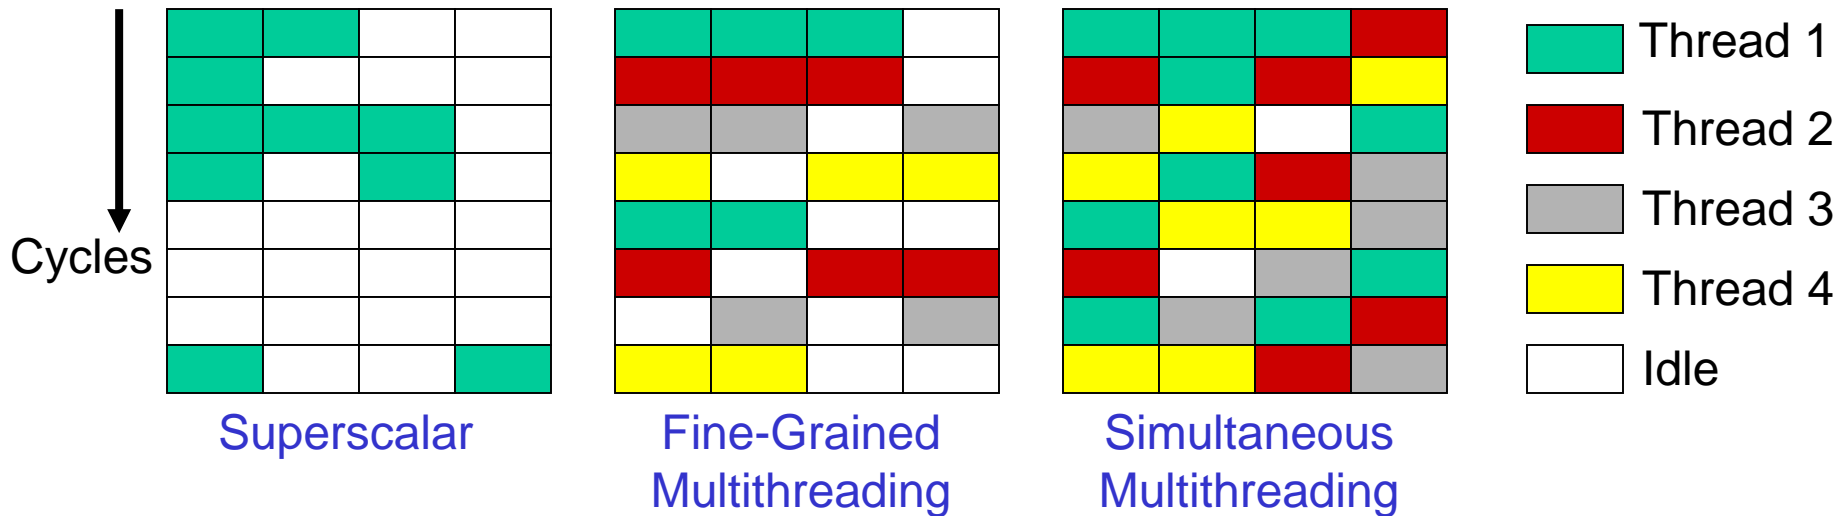 Cycles
Superscalar
Fine-Grained
Multithreading
Simultaneous
Multithreading
Thread 1
Thread 2
Thread 3
Thread 4
Idle